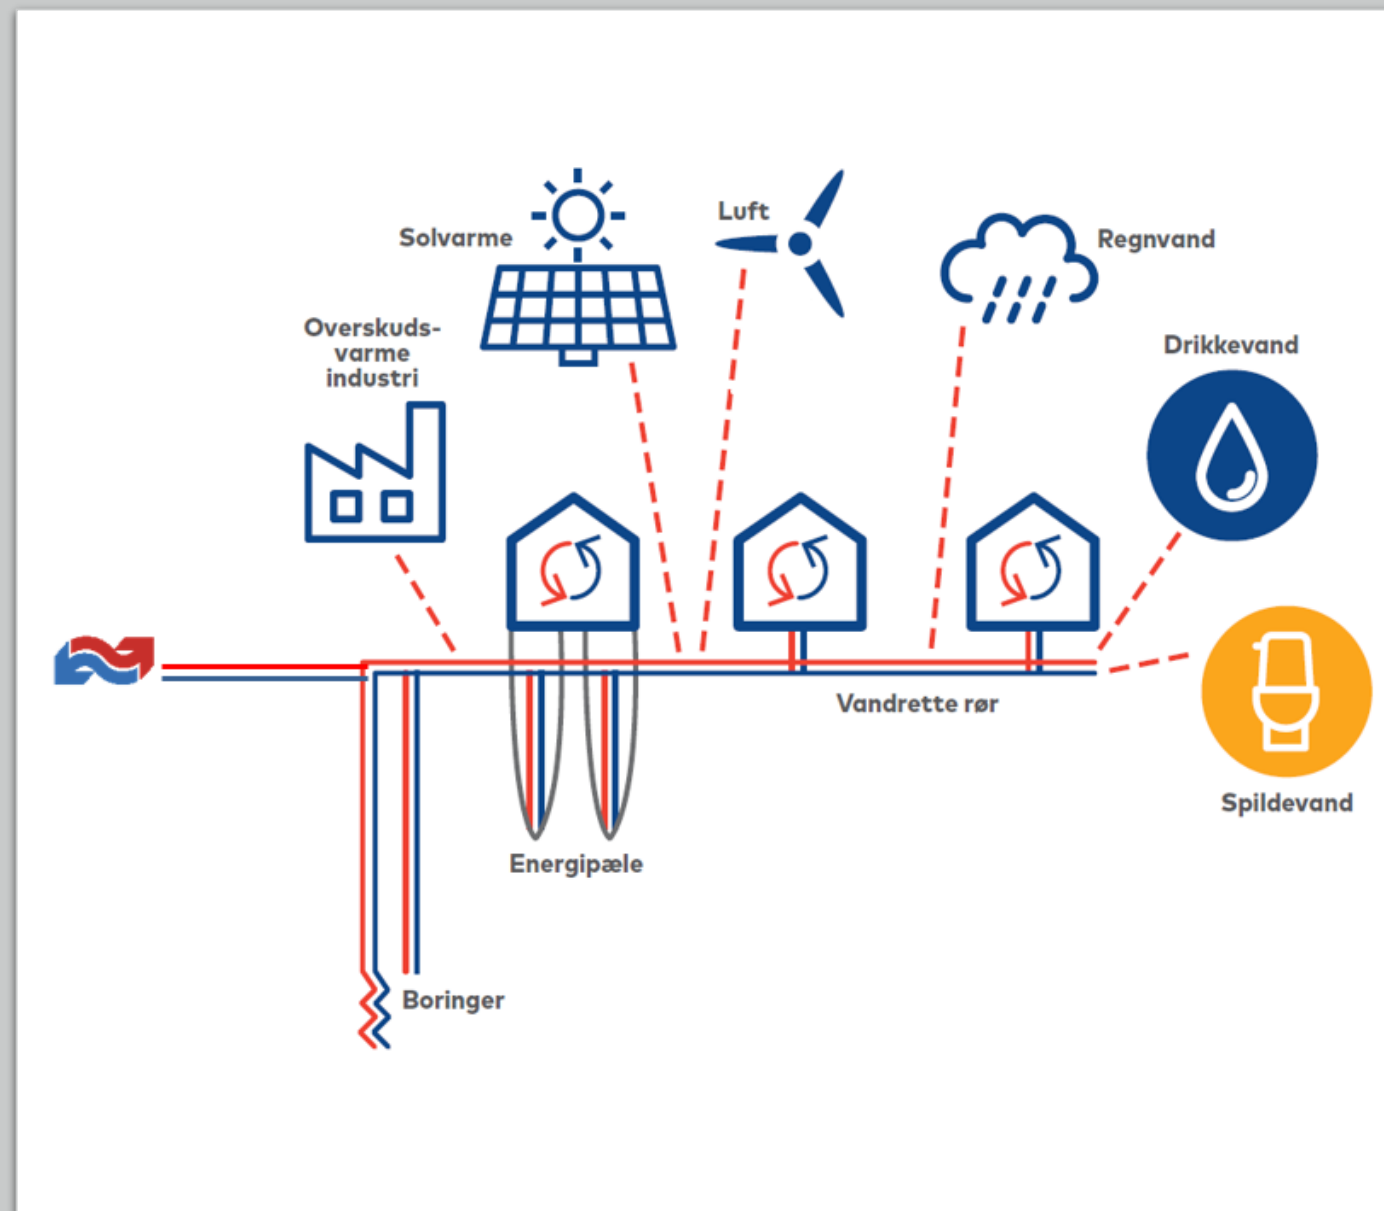 Luft
Solvarme
Regnvand
Overskuds-
varme
industri
Drikkevand
Vandrette rør
Spildevand
Energipæle
Boringer